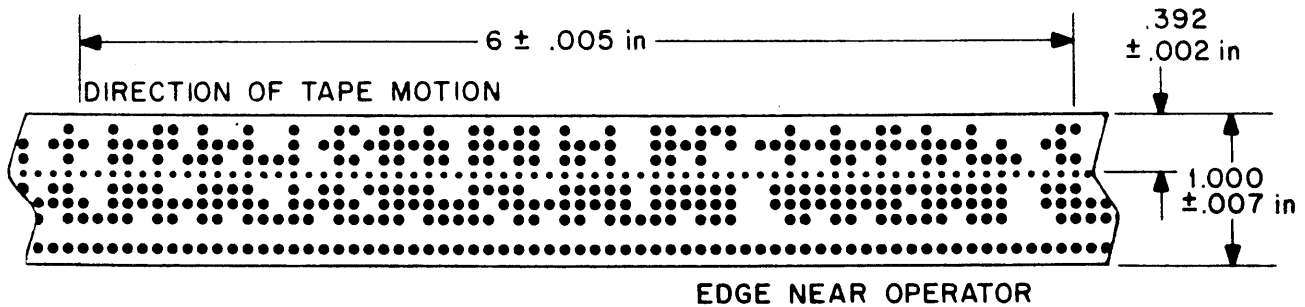 6 ± .005 in
.392
± .002 in
DIRECTION OF TAPE MOTION
1.000
±.007 in
EDGE NEAR OPERATOR